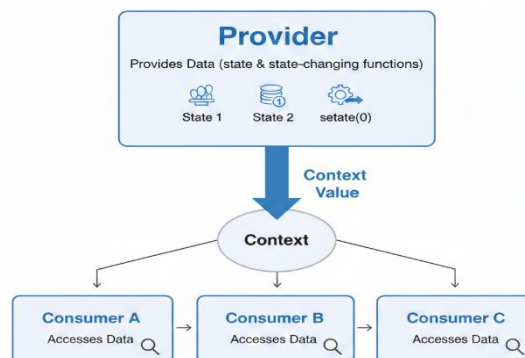 Provider
Provides Data (state & state-changing functions)
1
State 1 State 2 setate(0)
Context
Value
Context
Consumer A Consumer B Consumer C
Accesses Data Accesses Data Accesses Data